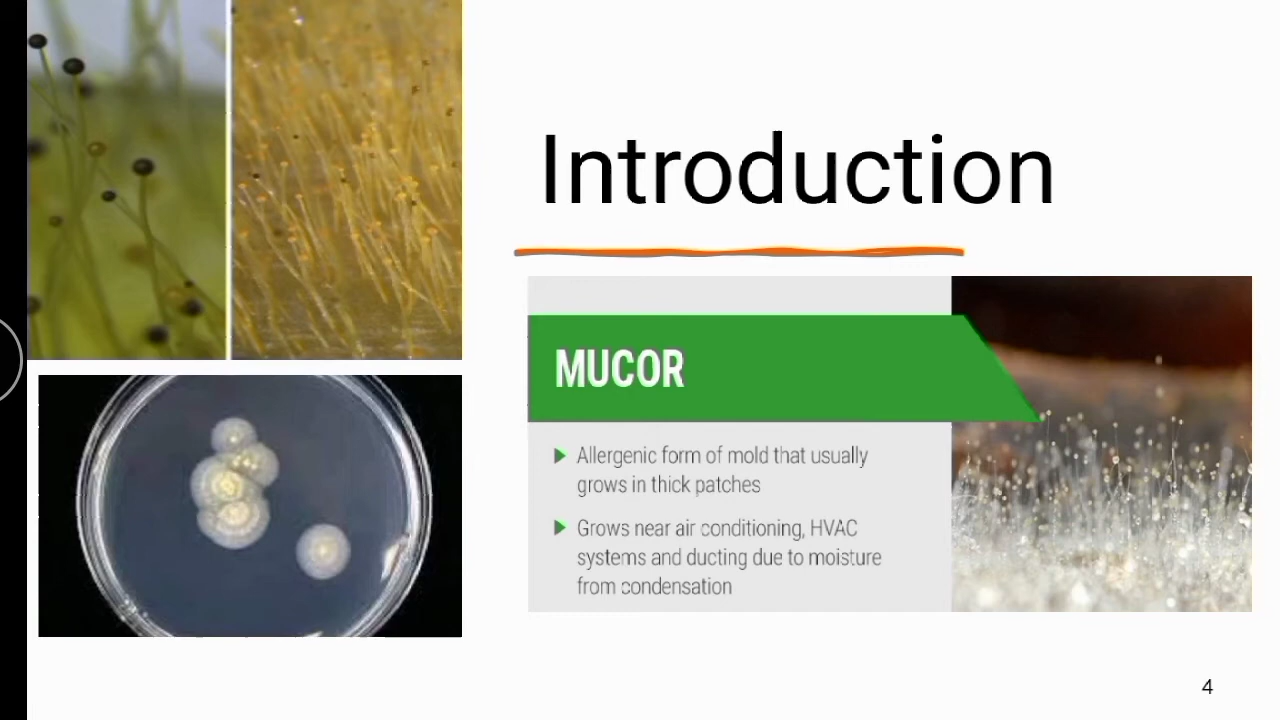 Introduction
MUCOR
Allergenic form of mold that usually
grows in thick patches
Grows near air conditioning, HVAC
systems and ducting due to moisture
from condensation
4